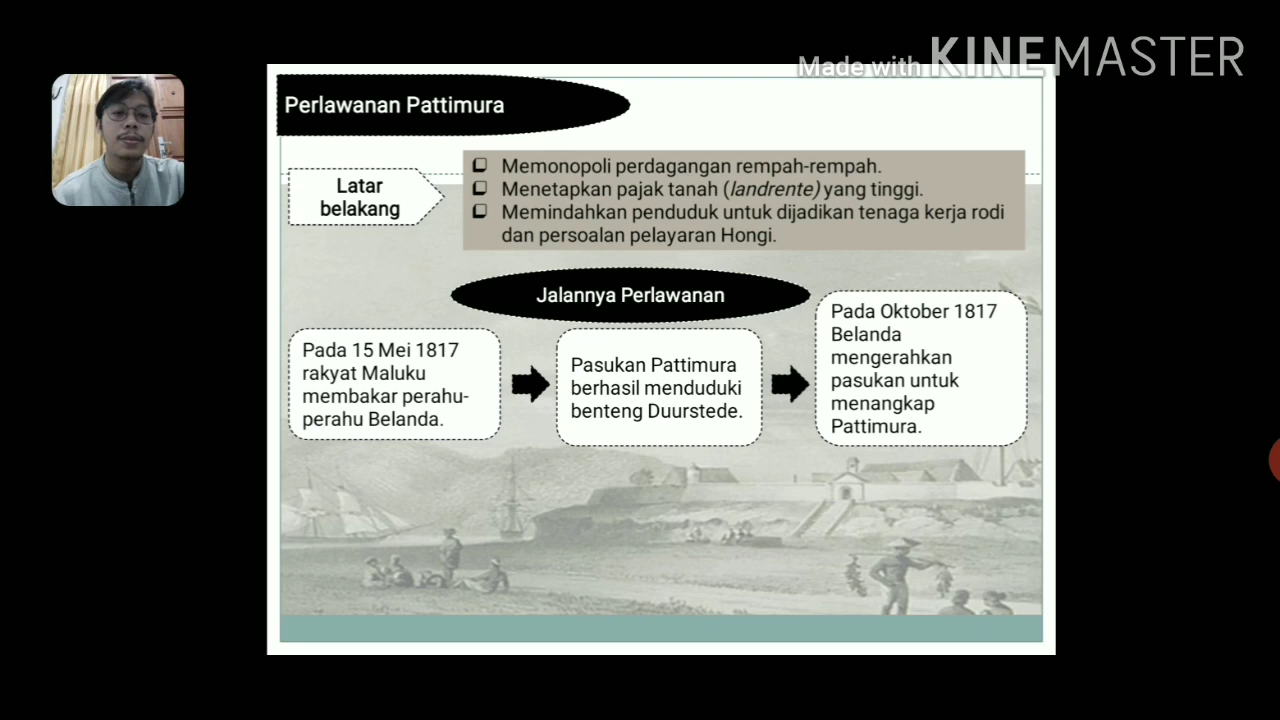 Made with KINEMASTER
Perlawanan Pattimura
Latar
belakang
Memonopoli perdagangan rempah-rempah.
Menetapkan pajak tanah (landrente) yang tinggi.
Memindahkan penduduk untuk dijadikan tenaga kerja rodi
dan persoalan pelayaran Hongi.
Jalannya Perlawanan
Pada 15 Mei 1817
rakyat Maluku
membakar perahu-
perahu Belanda.
Pasukan Pattimura
berhasil menduduki
benteng Duurstede.
Pada Oktober 1817
Belanda
mengerahkan
pasukan untuk
menangkap
Pattimura.